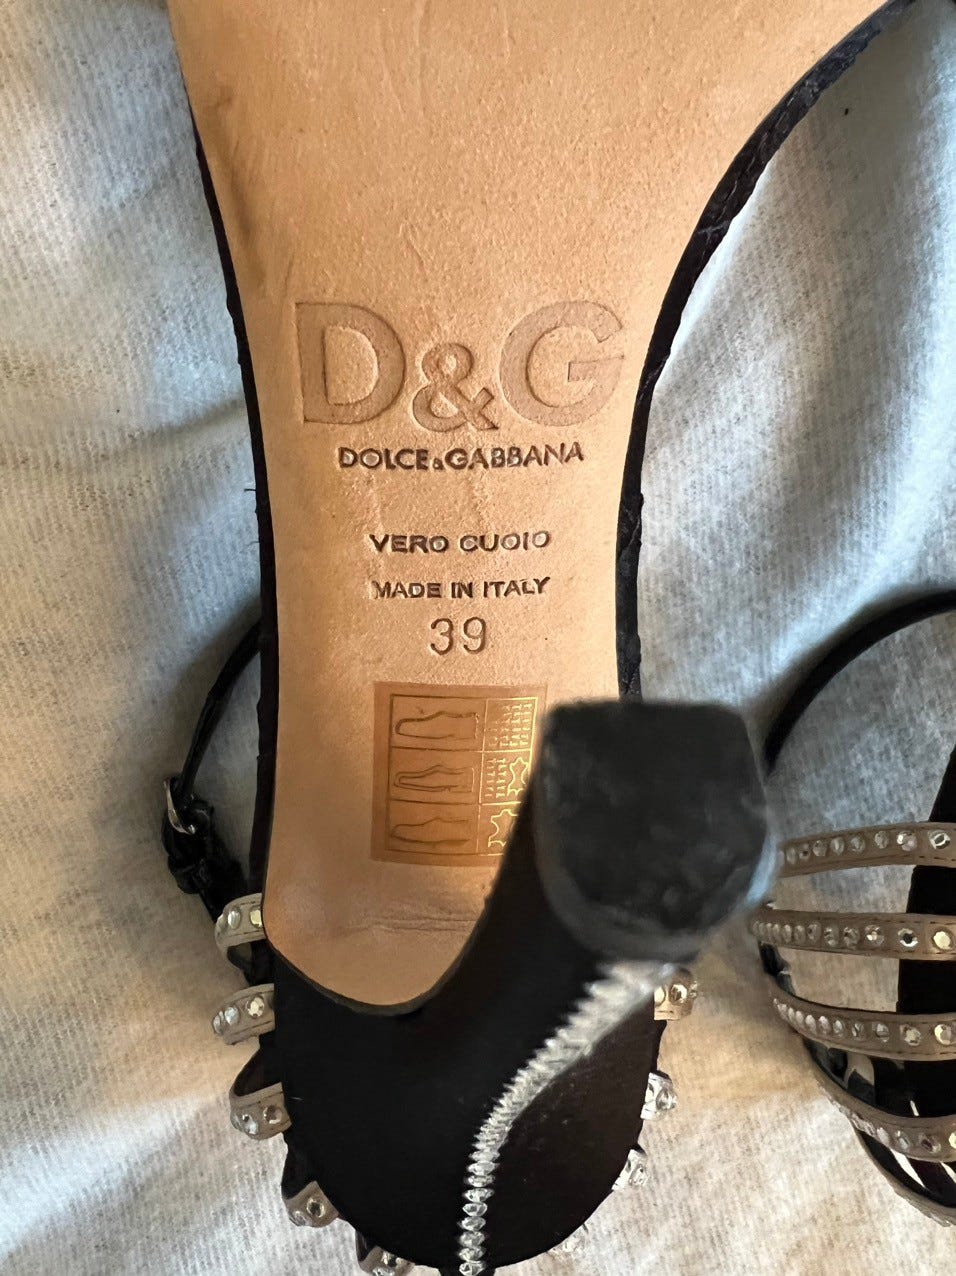 D&G
DOLCE&GABBANA
VERO CUOIO
MADE IN ITALY
39